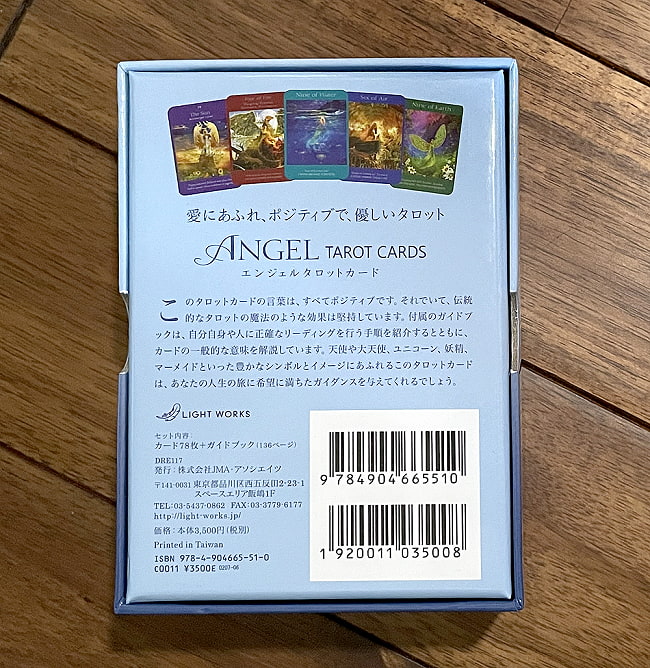 The Sun
Five of Fire
Nine of Water
Six of Air
Nine of Earth
愛にあふれ、ポジティブで、優しいタロット
ANGEL TAROT CARDS
エンジェルタロットカード
このタロットカードの言葉は、すべてポジティブです。それでいて、伝統
的なタロットの魔法のような効果は堅持しています。付属のガイドブ
ックは、自分自身や人に正確なリーディングを行う手順を紹介するとともに、
カードの一般的な意味を解説しています。天使や大天使、ユニコーン、妖精、
マーメイドといった豊かなシンボルとイメージにあふれるこのタロットカード
は、あなたの人生の旅に希望に満ちたガイダンスを与えてくれるでしょう。
LIGHT WORKS
セット内容:
カード78枚+ガイドブック(136ページ)
DRE117
発行:株式会社JMA・アソシエイツ
〒141-0031 東京都品川区西五反田2-23-1
スペースエリア飯嶋1F
TEL:03-5437-0862 FAX:03-3779-6177
http://light-works.jp/
価格:本体3,500円(税別)
Printed in Taiwan
ISBN 978-4-904665-51-0
C0011 ¥3500E 0207-06
9784904665510
1920011035008